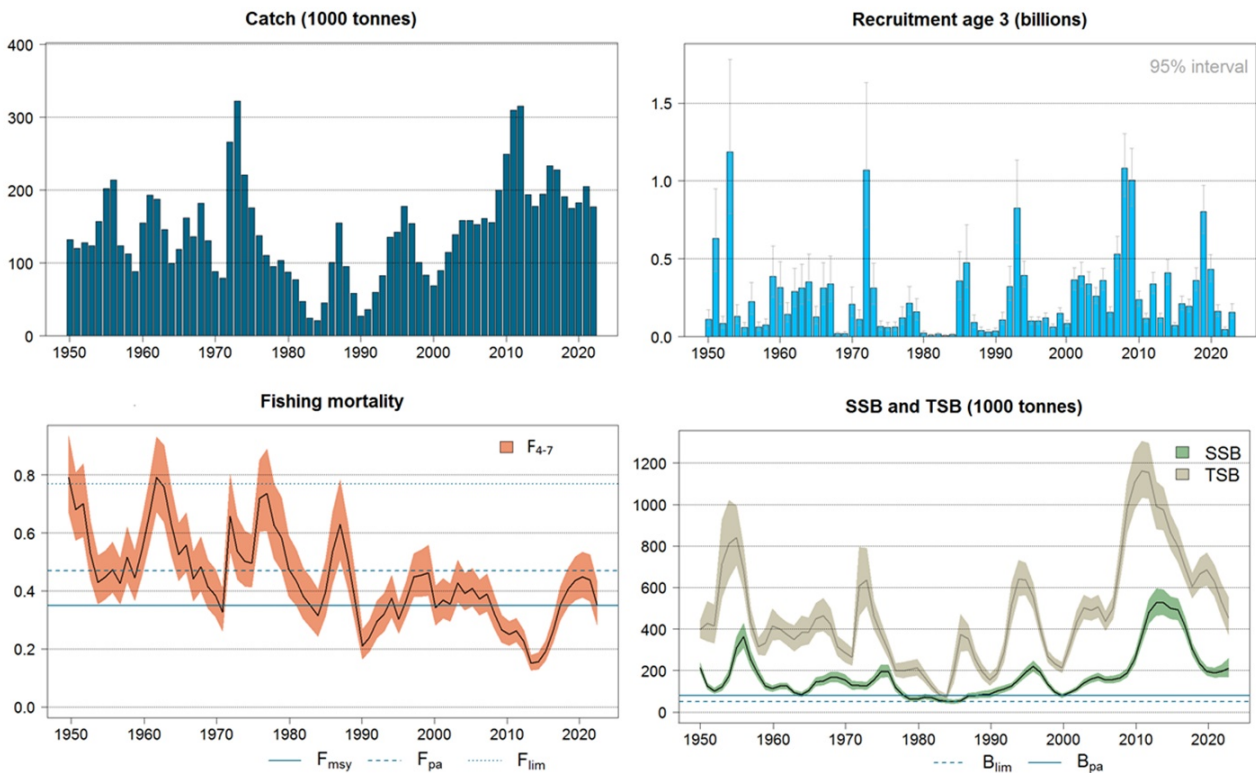 Catch (1000 tonnes)
400
300
200
100
0
1950 1960 1970 1980 1990 2000 2010 2020
Recruitment age 3 (billions)
95% interval
1.5
1.0
0.5
0.0
1950 1960 1970 1980 1990 2000 2010 2020
Fishing mortality
F4-7
0.8
0.6
0.4
0.2
0.0
1950 1960 1970 1980 1990 2000 2010 2020
Fmsy Fpa Flim
SSB and TSB (1000 tonnes)
SSB
TSB
1200
1000
800
600
400
200
0
1950 1960 1970 1980 1990 2000 2010 2020
Blim Bpa